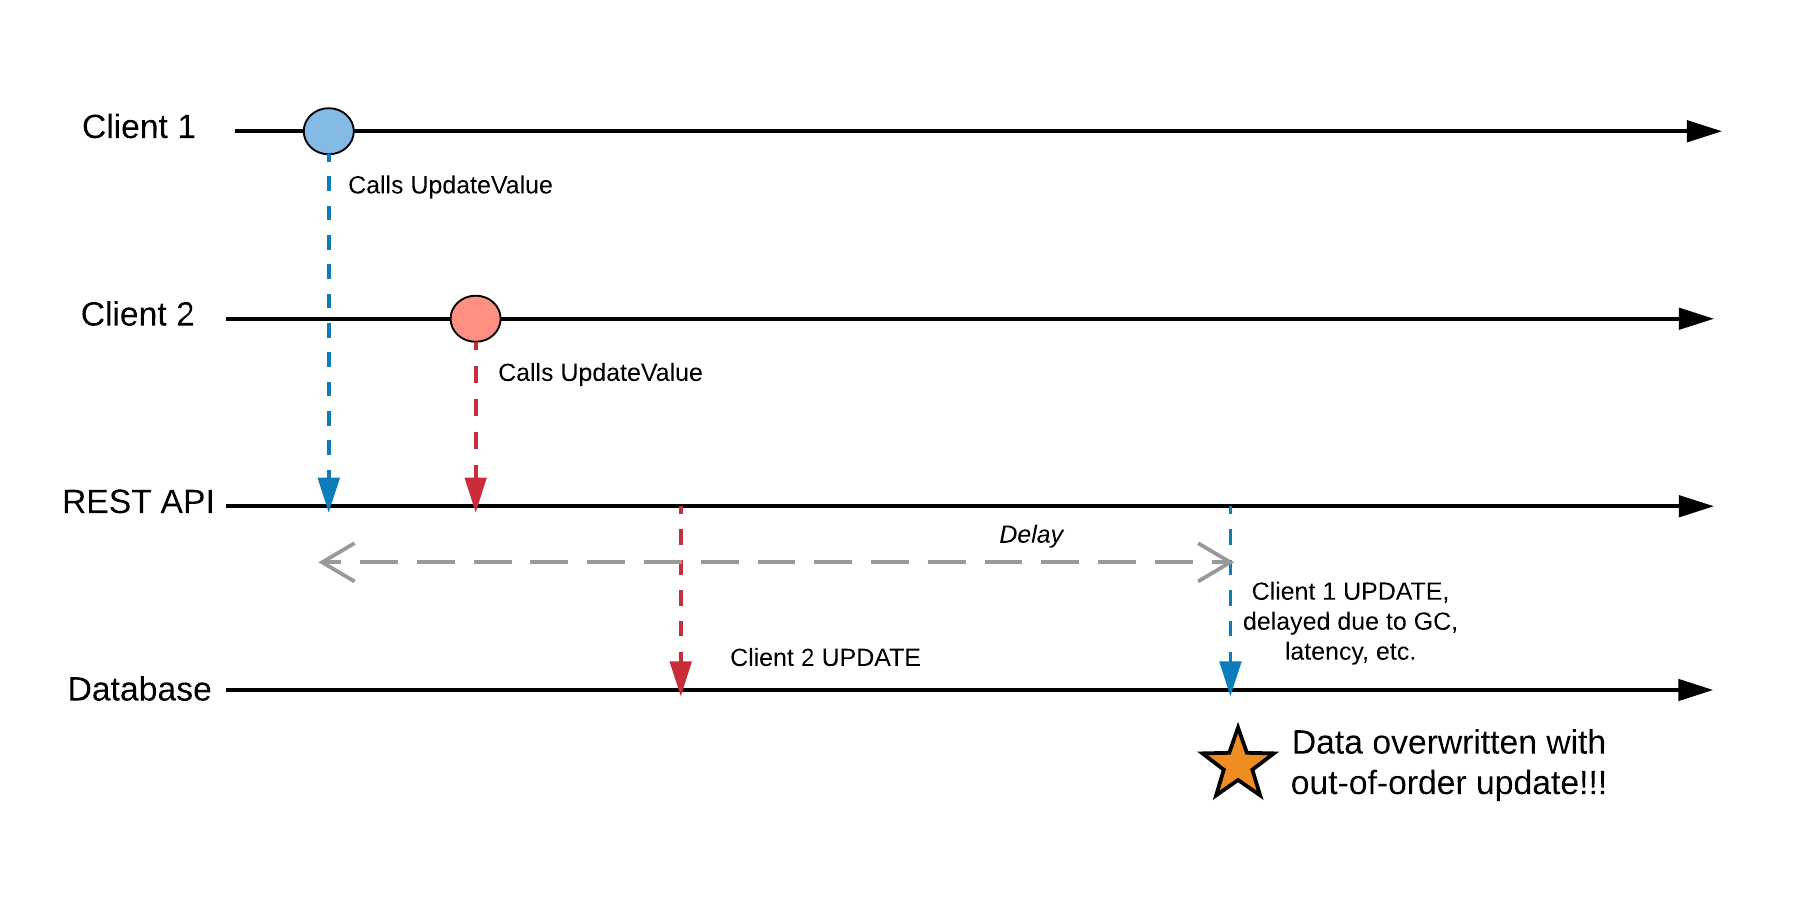 Client 1
Calls UpdateValue
Client 2
Calls UpdateValue
REST API
Delay
Client 1 UPDATE,
delayed due to GC,
latency, etc.
Client 2 UPDATE
Database
Data overwritten with
out-of-order update!!!